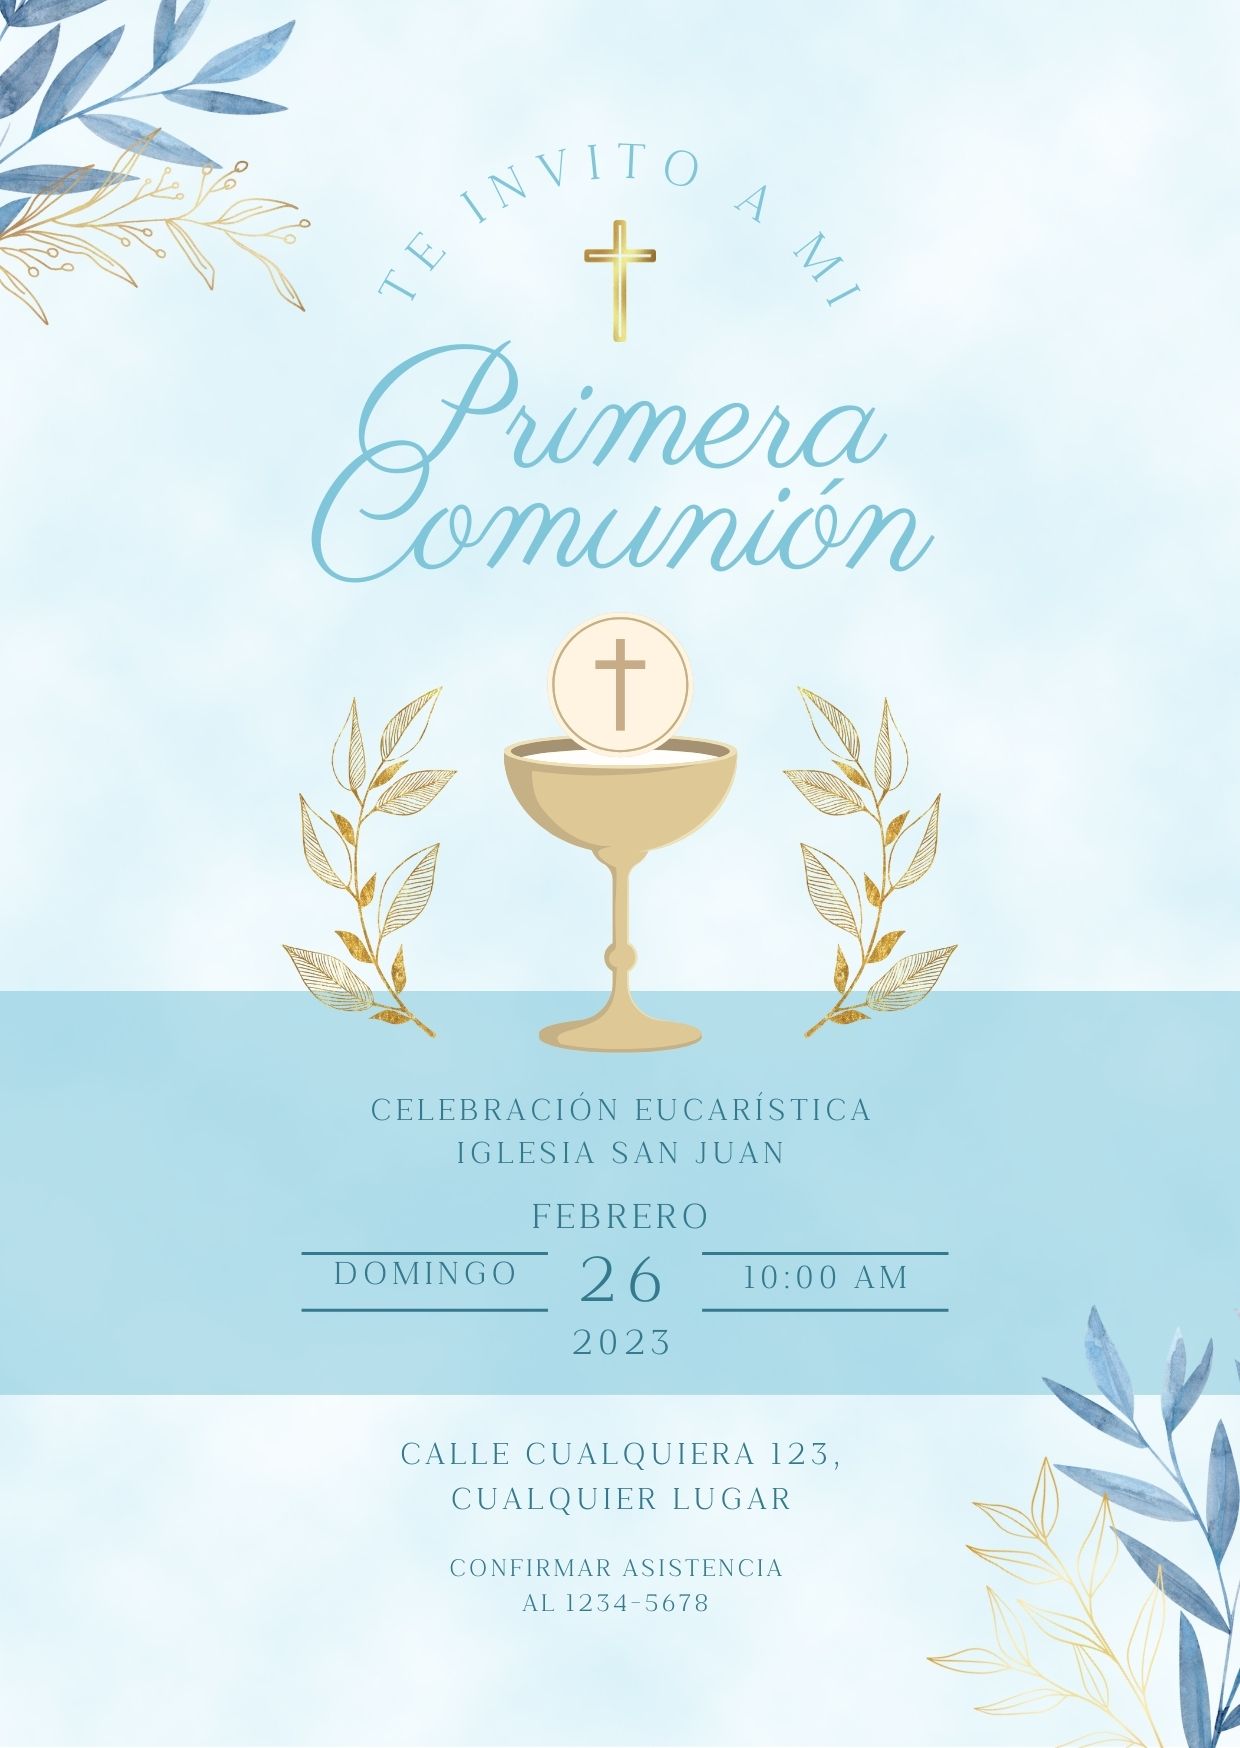 TE INVITO A MI
Primera
Comunión
CELEBRACIÓN EUCARÍSTICA
IGLESIA SAN JUAN
FEBRERO
DOMINGO
26
10:00 AM
2023
CALLE CUALQUIERA 123,
CUALQUIER LUGAR
CONFIRMAR ASISTENCIA
AL 1234-5678